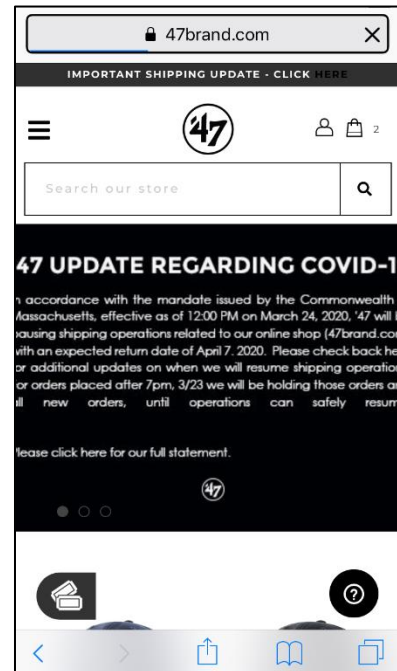 47brand.com
IMPORTANT SHIPPING UPDATE - CLICK HERE
'47
2
Search our store
47 UPDATE REGARDING COVID-1
n accordance with the mandate issued by the Commonwealth
Massachusetts, effective as of 12:00 PM on March 24, 2020, '47 will
pausing shipping operations related to our online shop (47brand.co
with an expected return date of April 7. 2020. Please check back he
or additional updates on when we will resume shipping operatio
or orders placed after 7pm, 3/23 we will be holding those orders a
ll new orders, until operations can safely resum
Please click here for our full statement.
'47